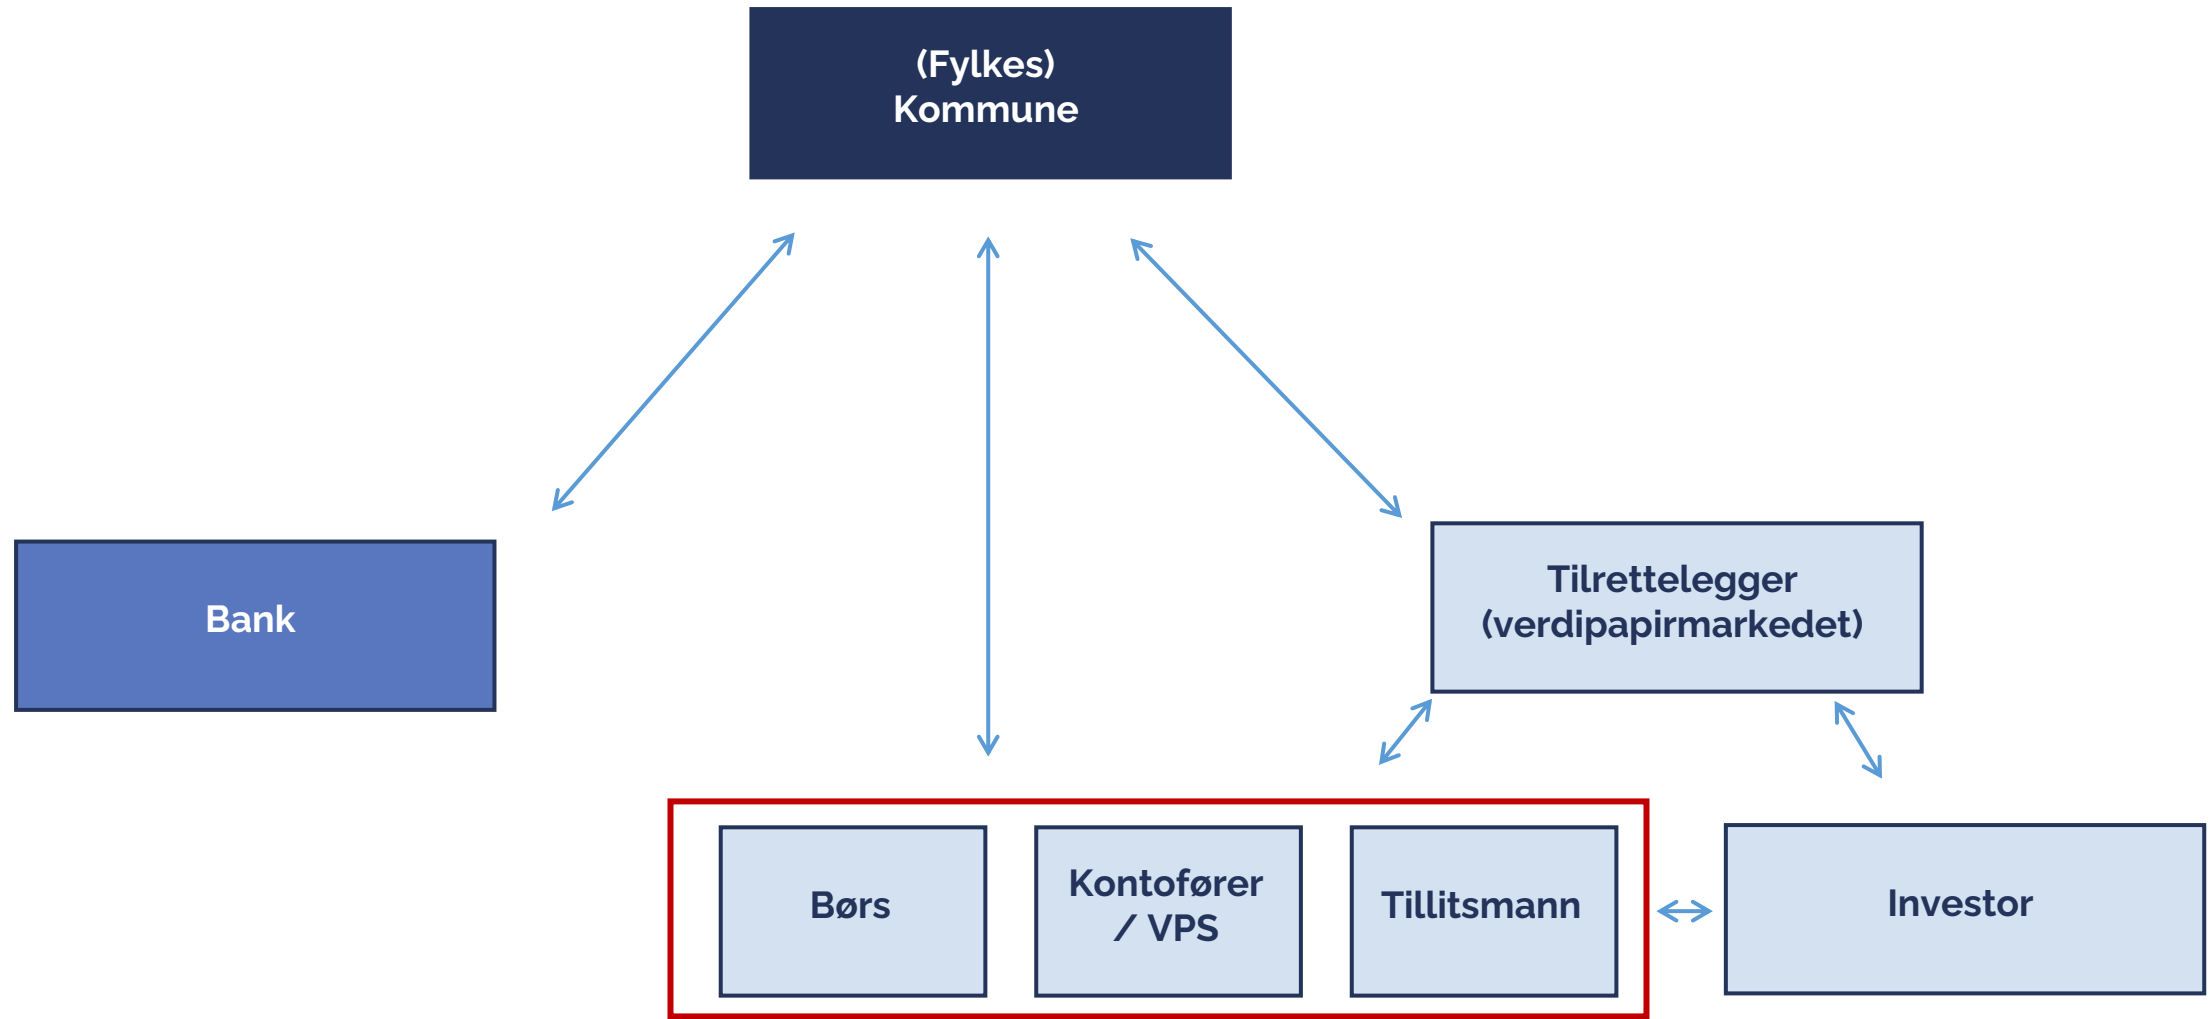 (Fylkes)
Kommune
Bank
Tilrettelegger
(verdipapirmarkedet)
Børs
Kontofører
/ VPS
Tillitsmann
Investor